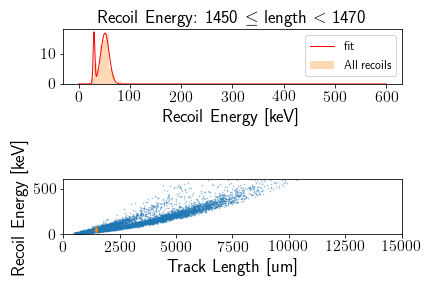 Recoil Energy: 1450 ≤ length < 1470
10
0
fit
All recoils
0 100 200 300 400 500 600
Recoil Energy [keV]
Recoil Energy [keV]
500
0
0 2500 5000 7500 10000 12500 15000
Track Length [um]